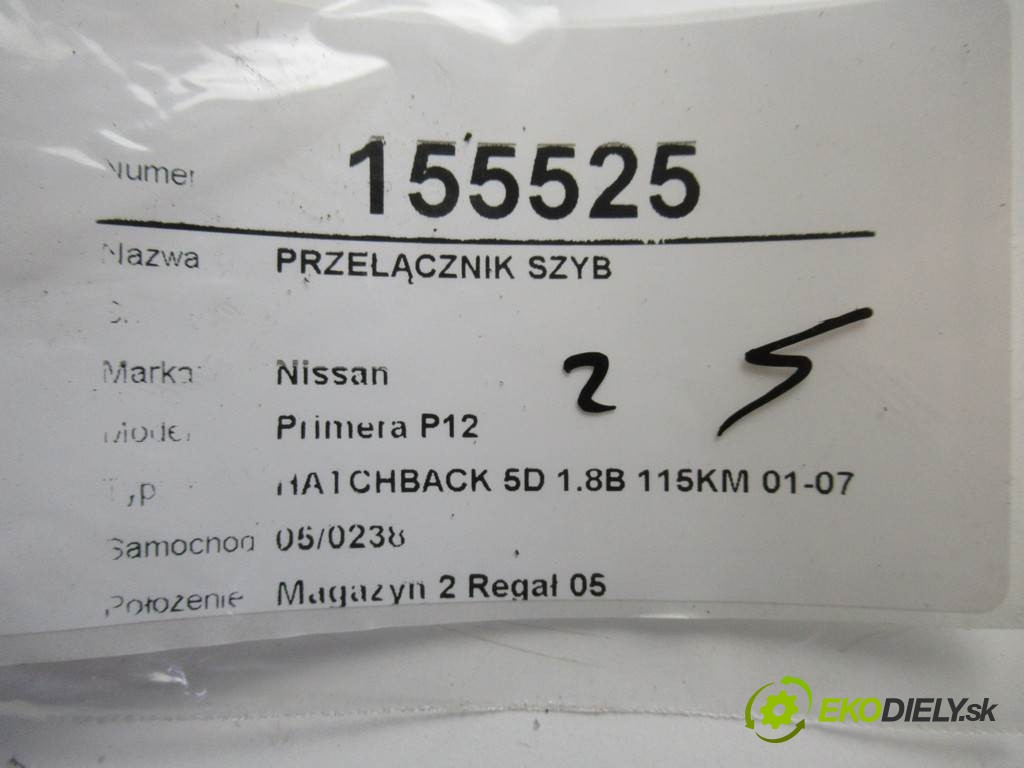 Numer 155525
Nazwa PRZEŁĄCZNIK SZYB
Marka Nissan 2 5
Model Primera P12
Typ HATCHBACK 5D 1.8B 115KM 01-07
Samochod 05/0238
Położenie Magazyn 2 Regał 05
EKODIELY.sk